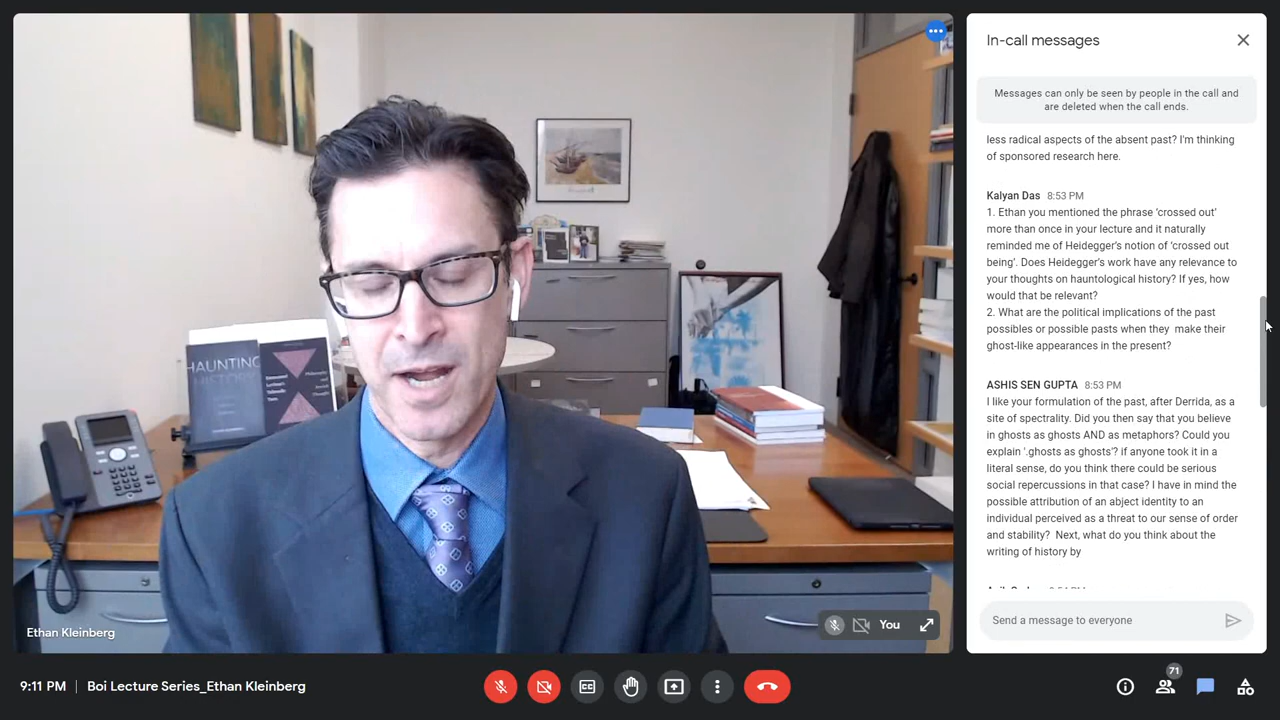 In-call messages
Messages can only be seen by people in the call and
are deleted when the call ends.
less radical aspects of the absent past? I'm thinking
of sponsored research here.
Kalyan Das 8:53 PM
1. Ethan you mentioned the phrase ‘crossed out’
more than once in your lecture and it naturally
reminded me of Heidegger’s notion of ‘crossed out
being’. Does Heidegger’s work have any relevance to
your thoughts on hauntological history? If yes, how
would that be relevant?
2. What are the political implications of the past
possibles or possible pasts when they  make their
ghost-like appearances in the present?
ASHIS SEN GUPTA 8:53 PM
I like your formulation of the past, after Derrida, as a
site of spectrality. Did you then say that you believe
in ghosts as ghosts AND as metaphors? Could you
explain '.ghosts as ghosts'? if anyone took it in a
literal sense, do you think there could be serious
social repercussions in that case? I have in mind the
possible attribution of an abject identity to an
individual perceived as a threat to our sense of order
and stability?  Next, what do you think about the
writing of history by
Send a message to everyone
HAUNTING
HISTORY
Ethan Kleinberg
You
9:11 PM | Boi Lecture Series_Ethan Kleinberg
71